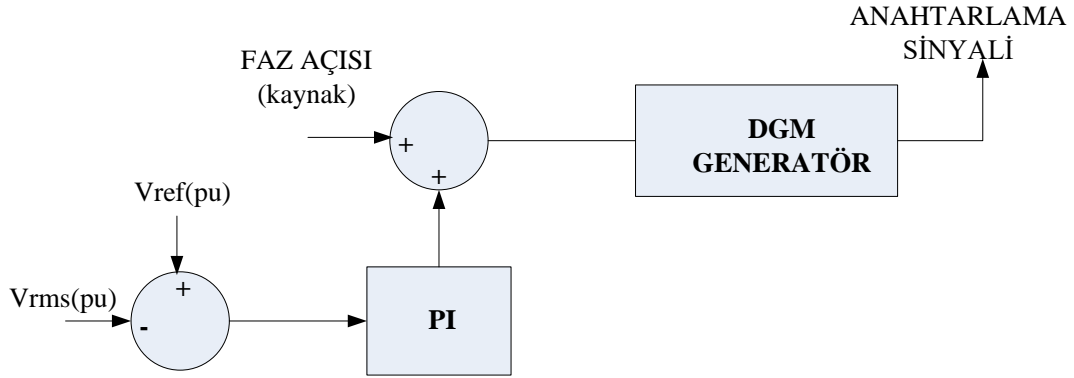 ANAHTARLAMA
SİNYALİ
FAZ AÇISI
(kaynak)
+
+
DGM
GENERATÖR
Vref(pu)
+
Vrms(pu)
-
PI